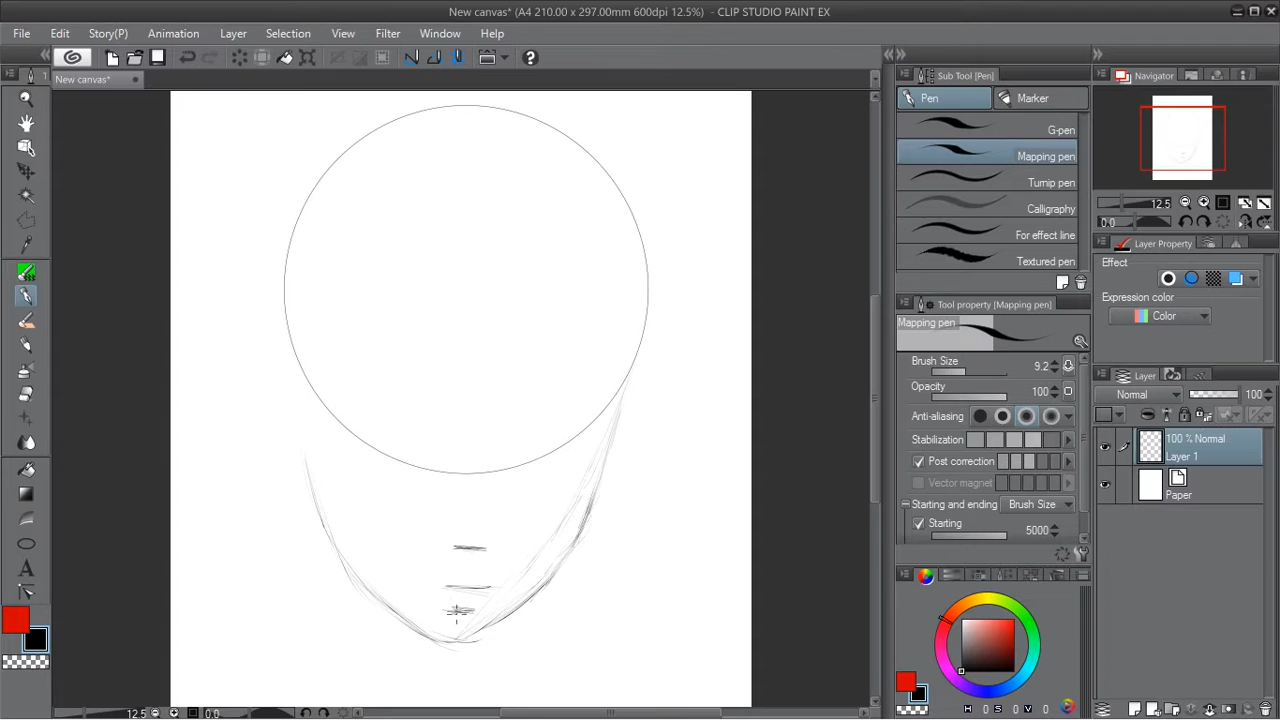 New canvas* (A4 210.00 x 297.00mm 600dpi 12.5%) - CLIP STUDIO PAINT EX
File Edit Story(P) Animation Layer Selection View Filter Window Help
New canvas*
1
12.5 0.0
Sub Tool [Pen]
Pen Marker
G-pen
Mapping pen
Turnip pen
Calligraphy
For effect line
Textured pen
Tool property [Mapping pen]
Mapping pen
Brush Size 9.2
Opacity 100
Anti-aliasing
Stabilization
Post correction
Vector magnet
Starting and ending Brush Size
Starting 5000
H 0 S 0 V 0
Navigator
12.5
0.0
Layer Property
Effect
Expression color
Color
Layer
Normal 100
100 % Normal
Layer 1
Paper